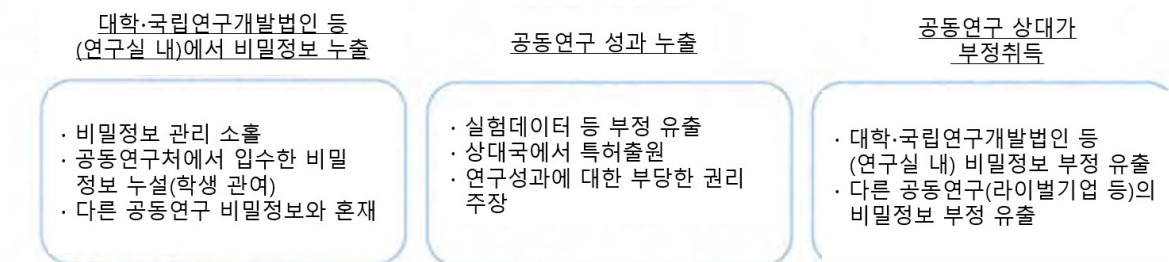 대학·국립연구개발법인 등
(연구실 내)에서 비밀정보 누출
· 비밀정보 관리 소홀
· 공동연구처에서 입수한 비밀
정보 누설(학생 관여)
· 다른 공동연구 비밀정보와 혼재
공동연구 성과 누출
· 실험데이터 등 부정 유출
· 상대국에서 특허출원
· 연구성과에 대한 부당한 권리
주장
공동연구 상대가
부정취득
· 대학·국립연구개발법인 등
(연구실 내) 비밀정보 부정 유출
· 다른 공동연구(라이벌기업 등)의
비밀정보 부정 유출